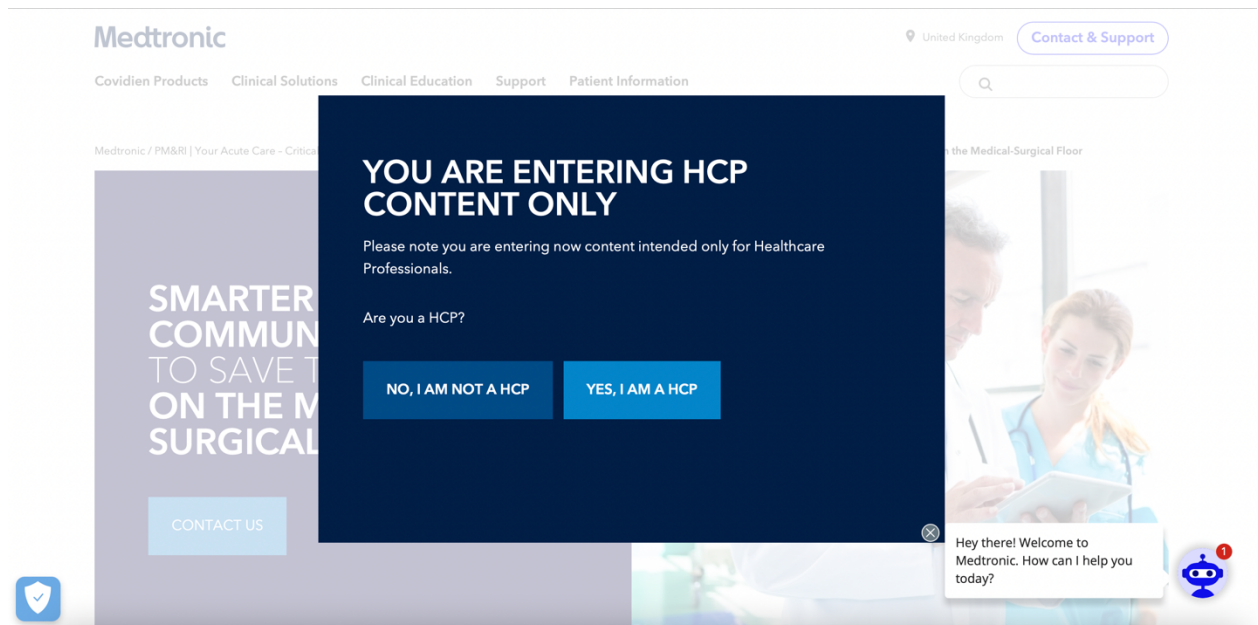 Medtronic
United Kingdom
Contact & Support
Covidien Products Clinical Solutions Clinical Education Support Patient Information
Medtronic / PM&RI | Your Acute Care - Critical
n the Medical-Surgical Floor
YOU ARE ENTERING HCP
CONTENT ONLY
Please note you are entering now content intended only for Healthcare
Professionals.
Are you a HCP?
NO, I AM NOT A HCP
YES, I AM A HCP
SMARTER
COMMUN
TO SAVE T
ON THE M
SURGICAL
CONTACT US
Hey there! Welcome to
Medtronic. How can I help you
today?
1